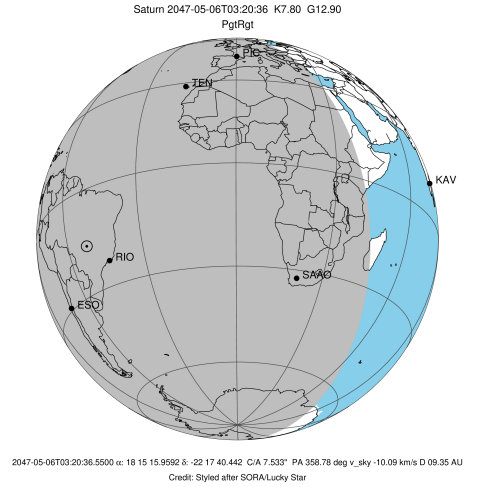 Saturn 2047-05-06T03:20:36 K7.80 G12.90
PgtRgt
PIC
TEN
KAV
RIO
SAAO
ESO
2047-05-06T03:20:36.5500 α: 18 15 15.9592 δ: -22 17 40.442 C/A 7.533" PA 358.78 deg v_sky -10.09 km/s D 09.35 AU
Credit: Styled after SORA/Lucky Star